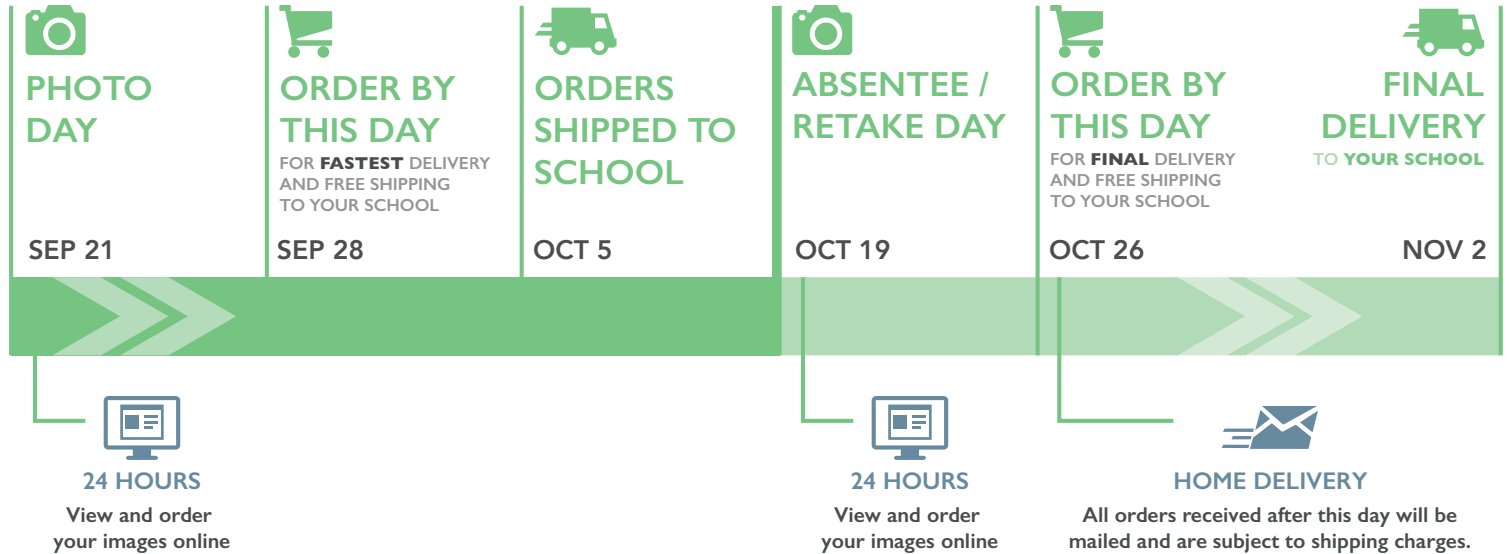 PHOTO
DAY
SEP 21
ORDER BY
THIS DAY
FOR FASTEST DELIVERY
AND FREE SHIPPING
TO YOUR SCHOOL
SEP 28
ORDERS
SHIPPED TO
SCHOOL
OCT 5
ABSENTEE /
RETAKE DAY
OCT 19
ORDER BY
THIS DAY
FOR FINAL DELIVERY
AND FREE SHIPPING
TO YOUR SCHOOL
OCT 26
FINAL
DELIVERY
TO YOUR SCHOOL
NOV 2
24 HOURS
View and order
your images online
24 HOURS
View and order
your images online
HOME DELIVERY
All orders received after this day will be
mailed and are subject to shipping charges.